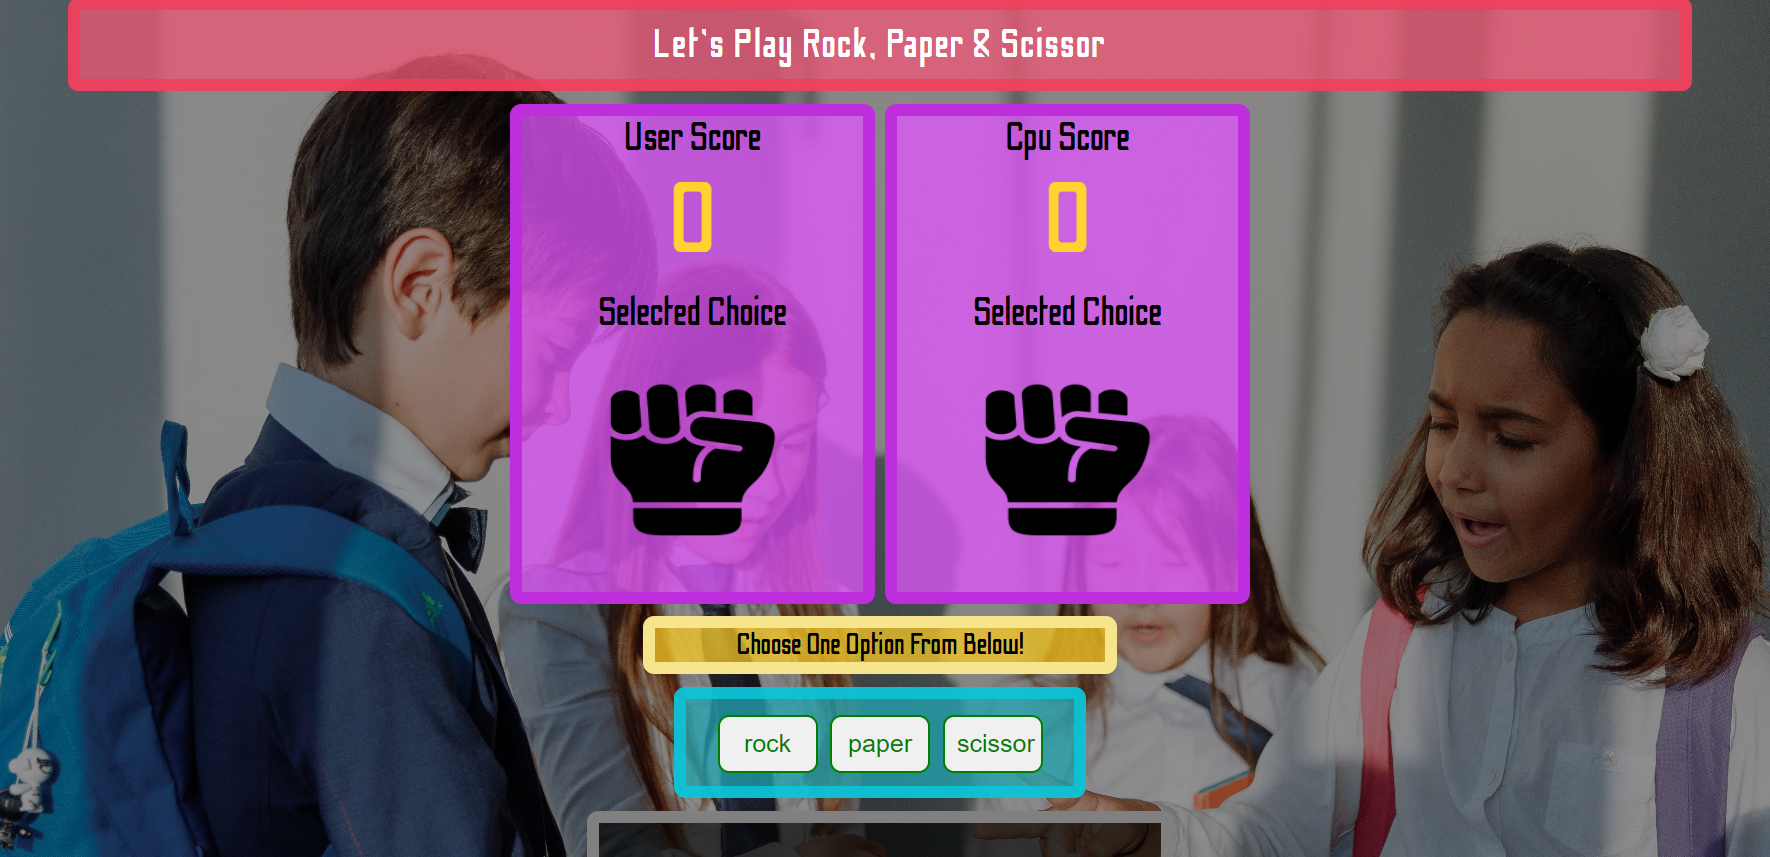 Let's Play Rock, Paper & Scissor
User Score
0
Selected Choice
Cpu Score
0
Selected Choice
Choose One Option From Below!
rock
paper
scissor